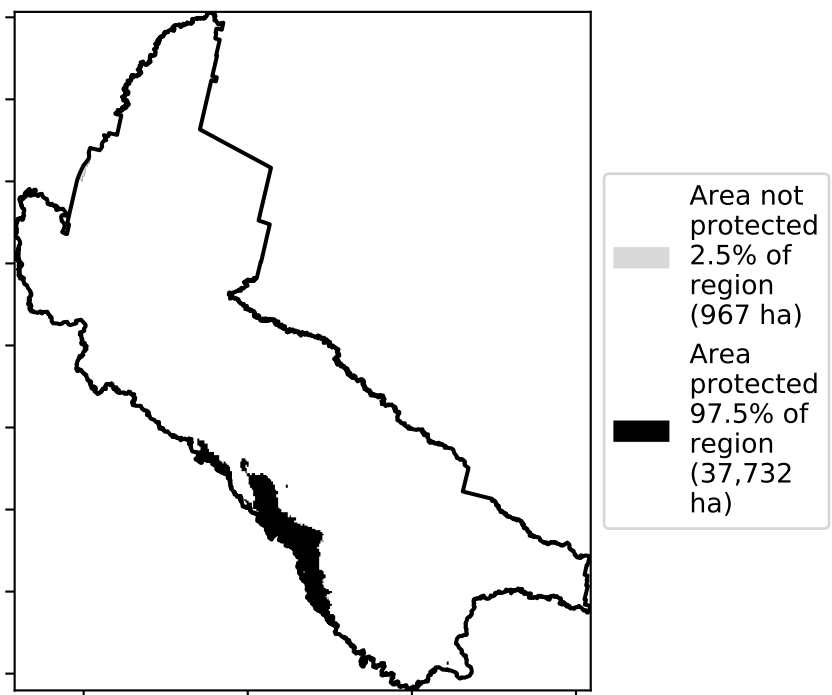 Area not
protected
2.5% of
region
(967 ha)
Area
protected
97.5% of
region
(37,732
ha)